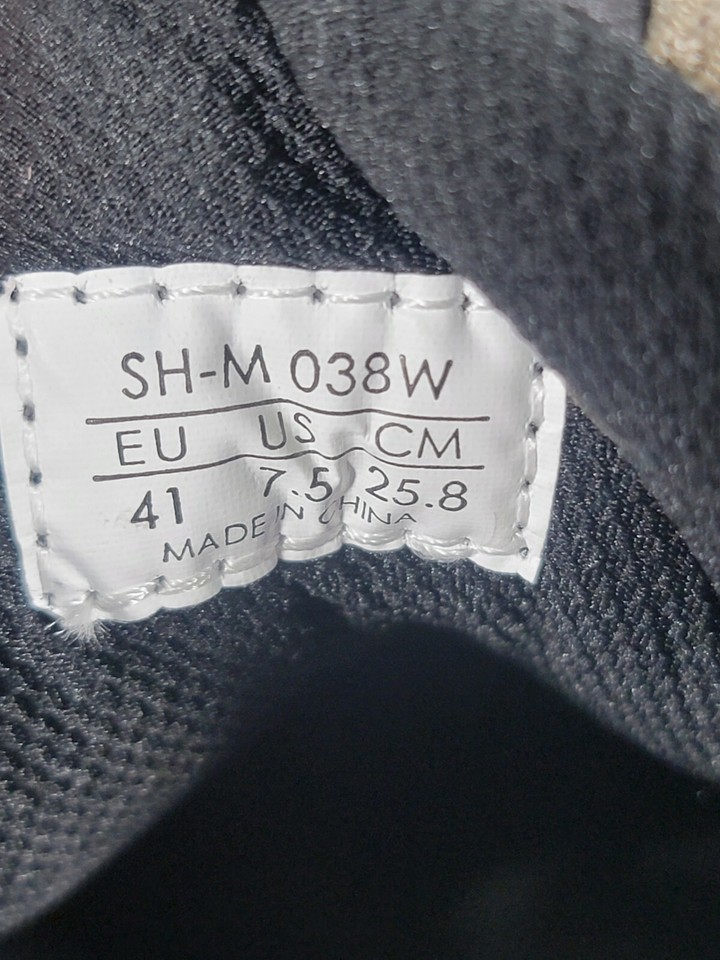 SH-M 038W
EU US CM
41 7.5 25.8
MADE IN CHINA